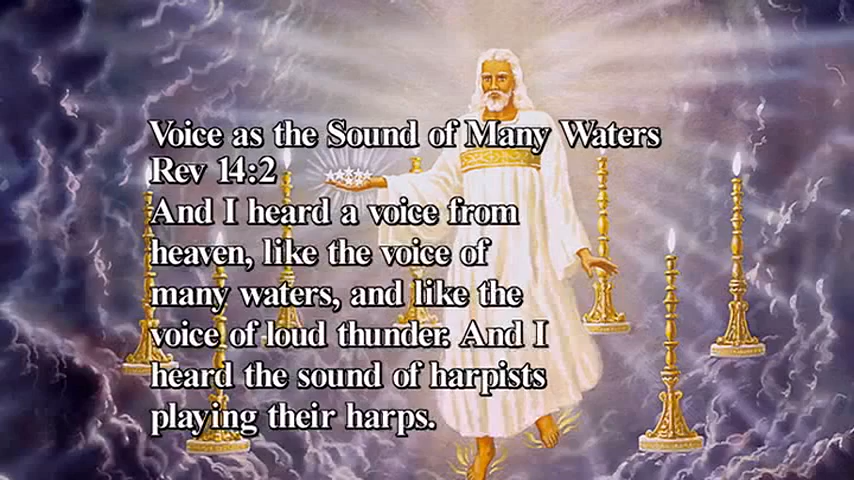 Voice as the Sound of Many Waters
Rev 14:2
And I heard a voice from
heaven, like the voice of
many waters, and like the
voice of loud thunder. And I
heard the sound of harpists
playing their harps.